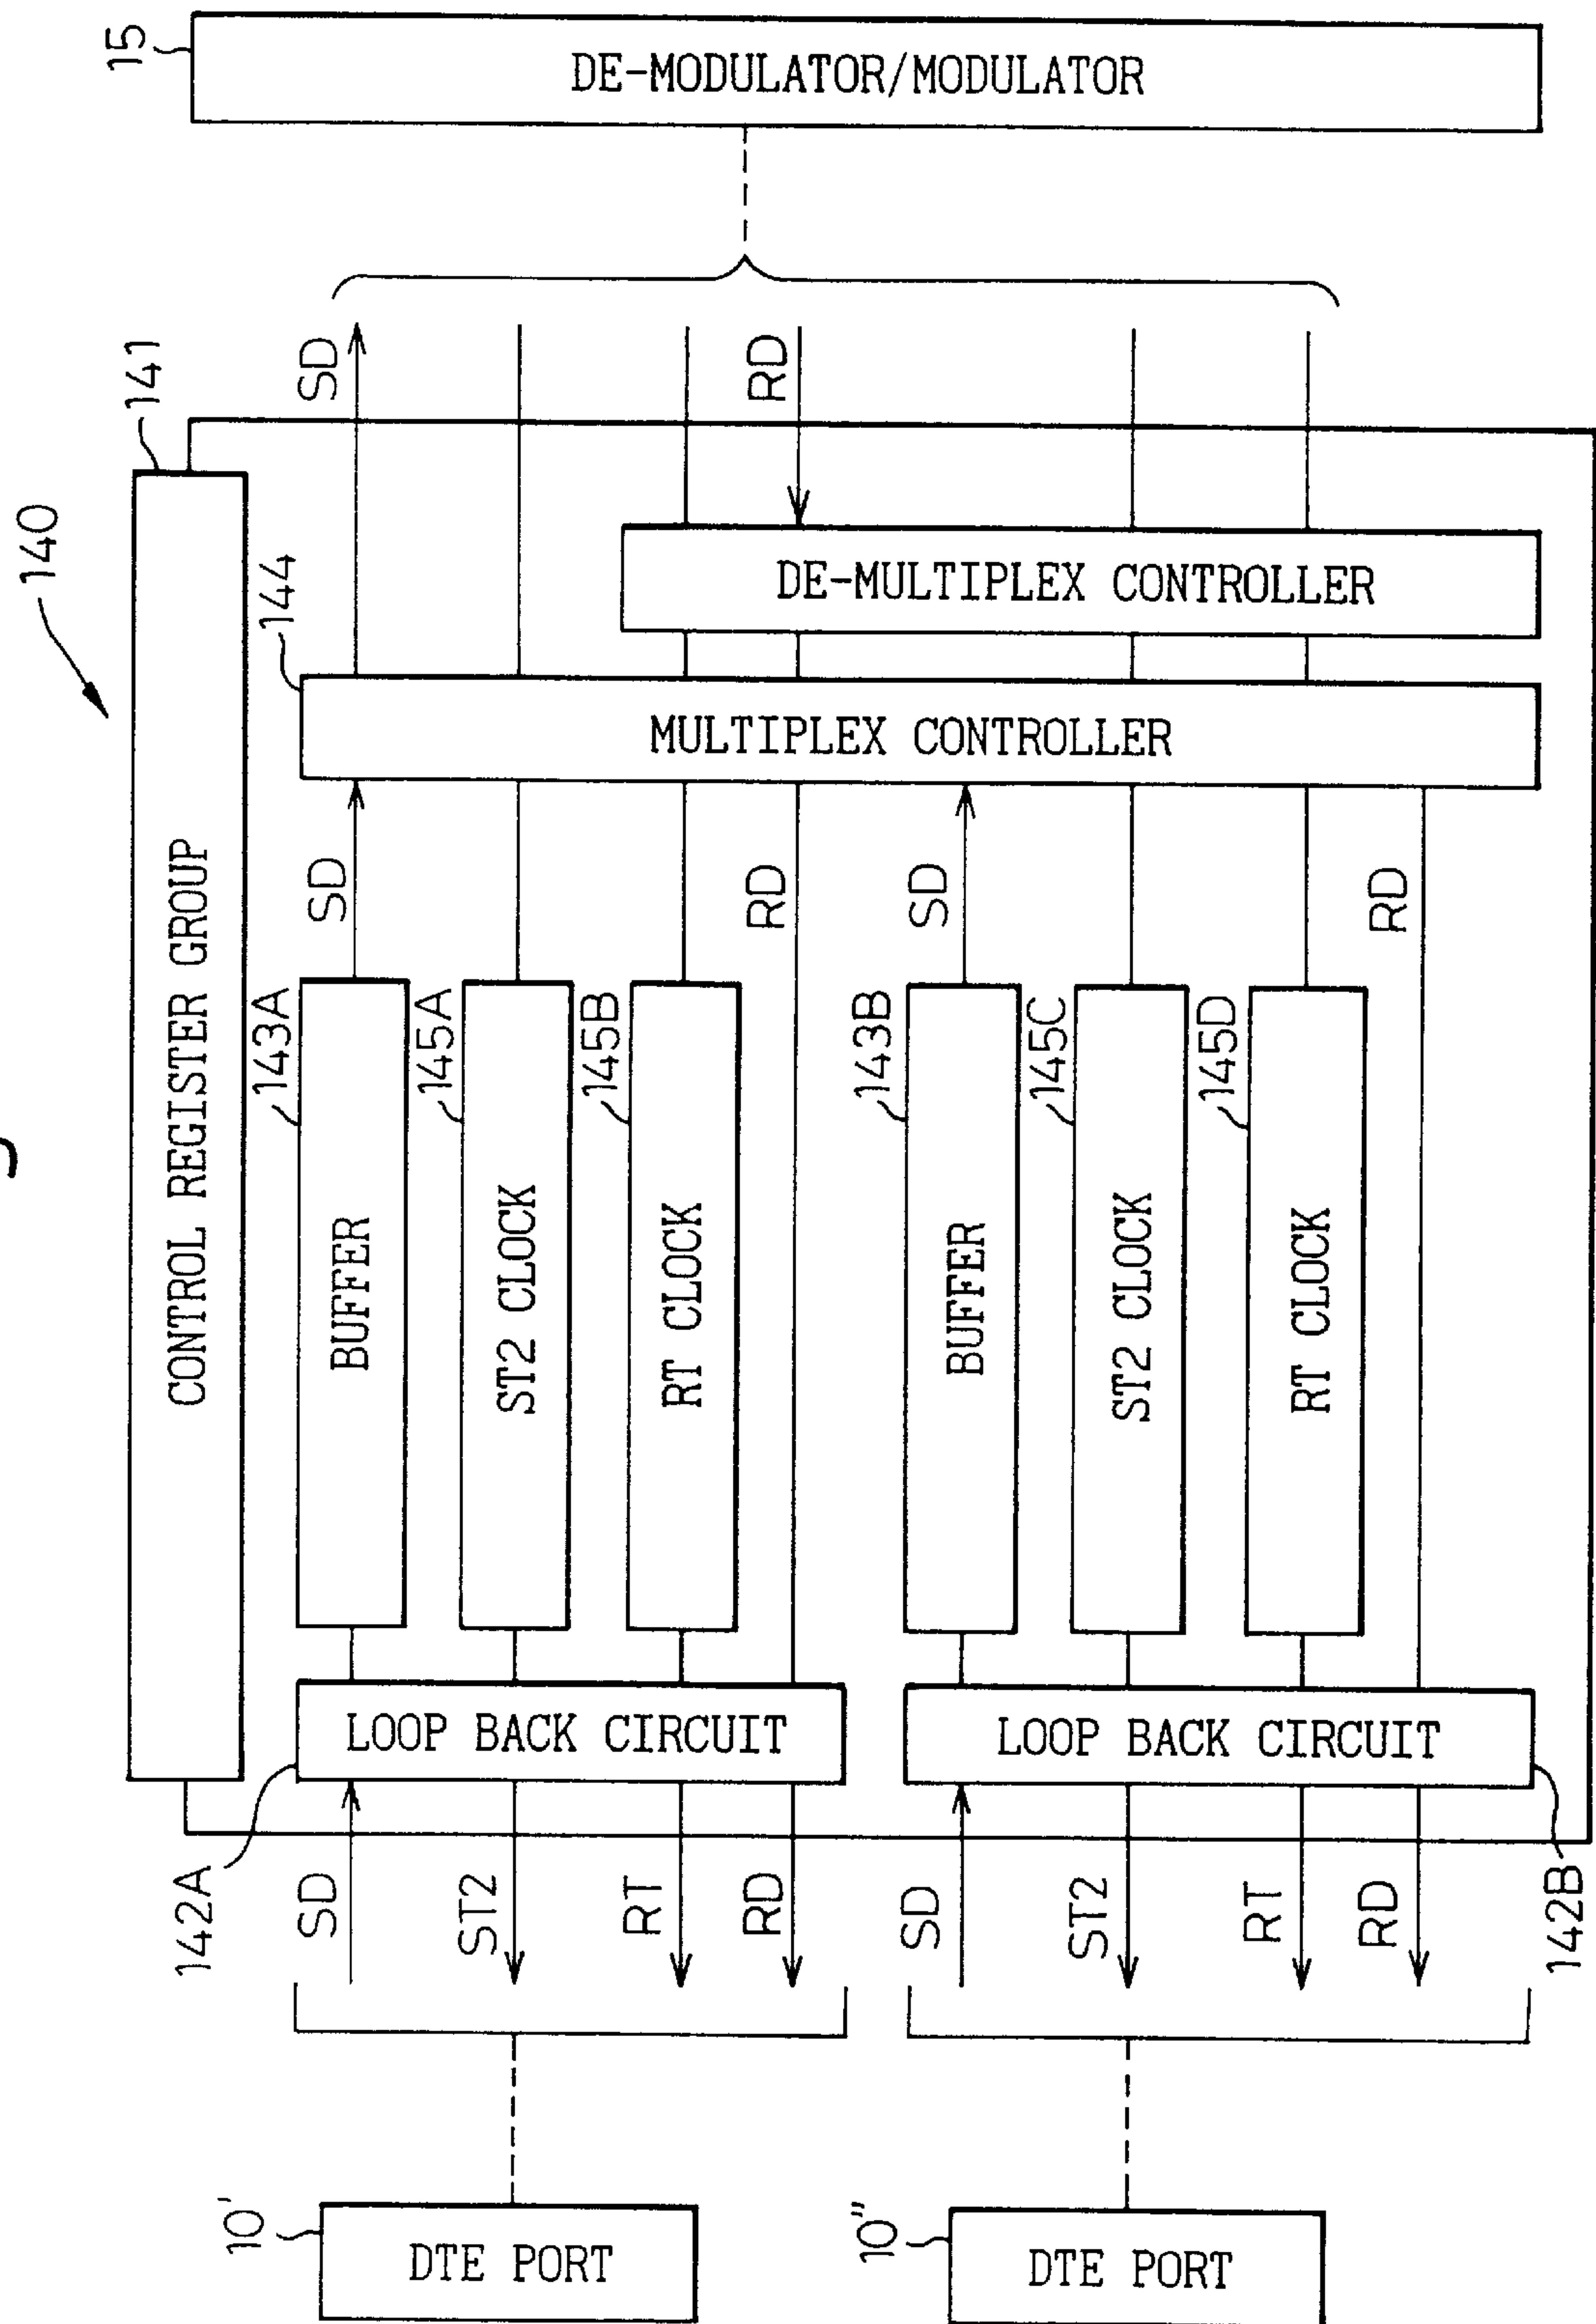 140
CONTROL REGISTER GROUP
141
10'
DTE PORT
142A
SD
ST2
RT
RD
LOOP BACK CIRCUIT
143A
BUFFER
145A
ST2 CLOCK
145B
RT CLOCK
SD
RD
144
MULTIPLEX CONTROLLER
DE-MULTIPLEX CONTROLLER
SD
RD
15
DE-MODULATOR/MODULATOR
10"
DTE PORT
SD
ST2
RT
RD
142B
LOOP BACK CIRCUIT
143B
BUFFER
145C
ST2 CLOCK
145D
RT CLOCK
SD
RD